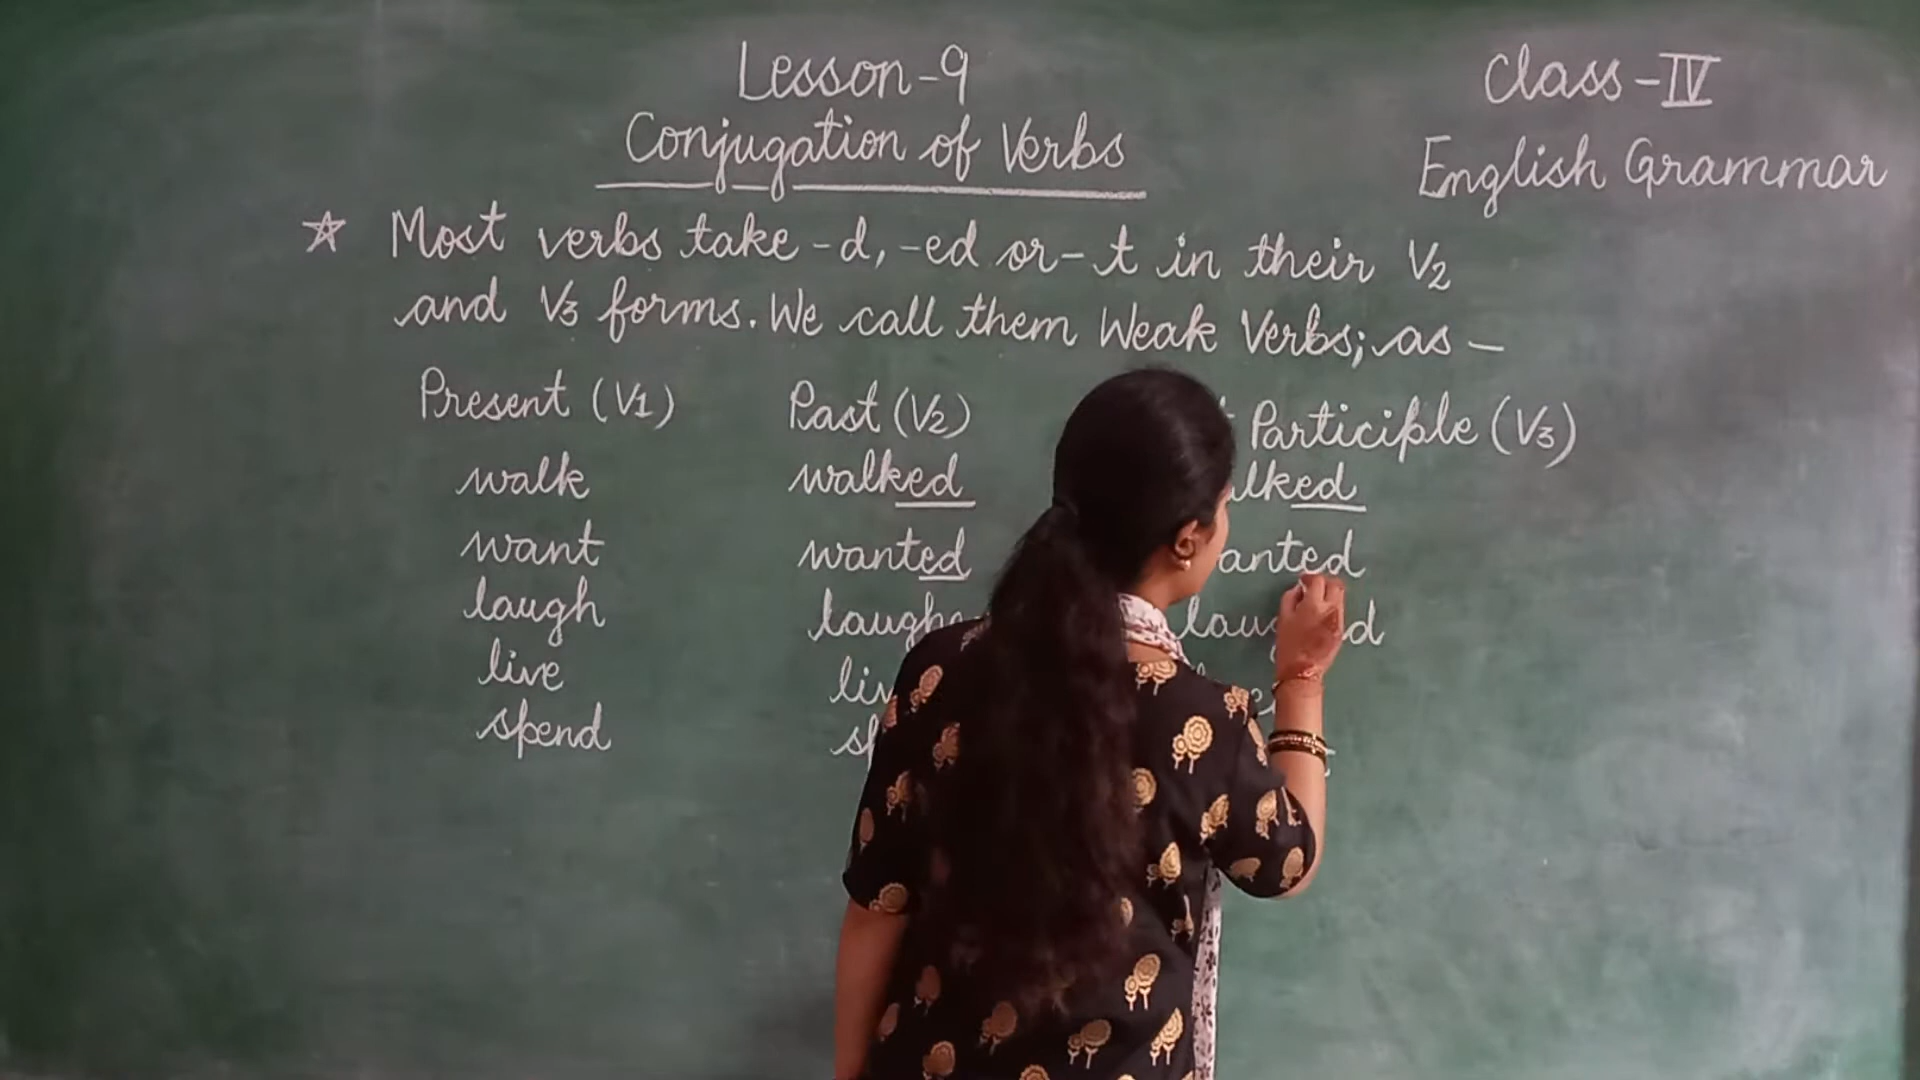 Lesson-9
Class-IV
Conjugation of Verbs
English Grammar
☆ Most verbs take -d, -ed or -t in their V2
and V3 forms. We call them Weak Verbs; as —
Present (V1) Past (V2) Participle (V3)
walk walked
want wanted
laugh
live
spend